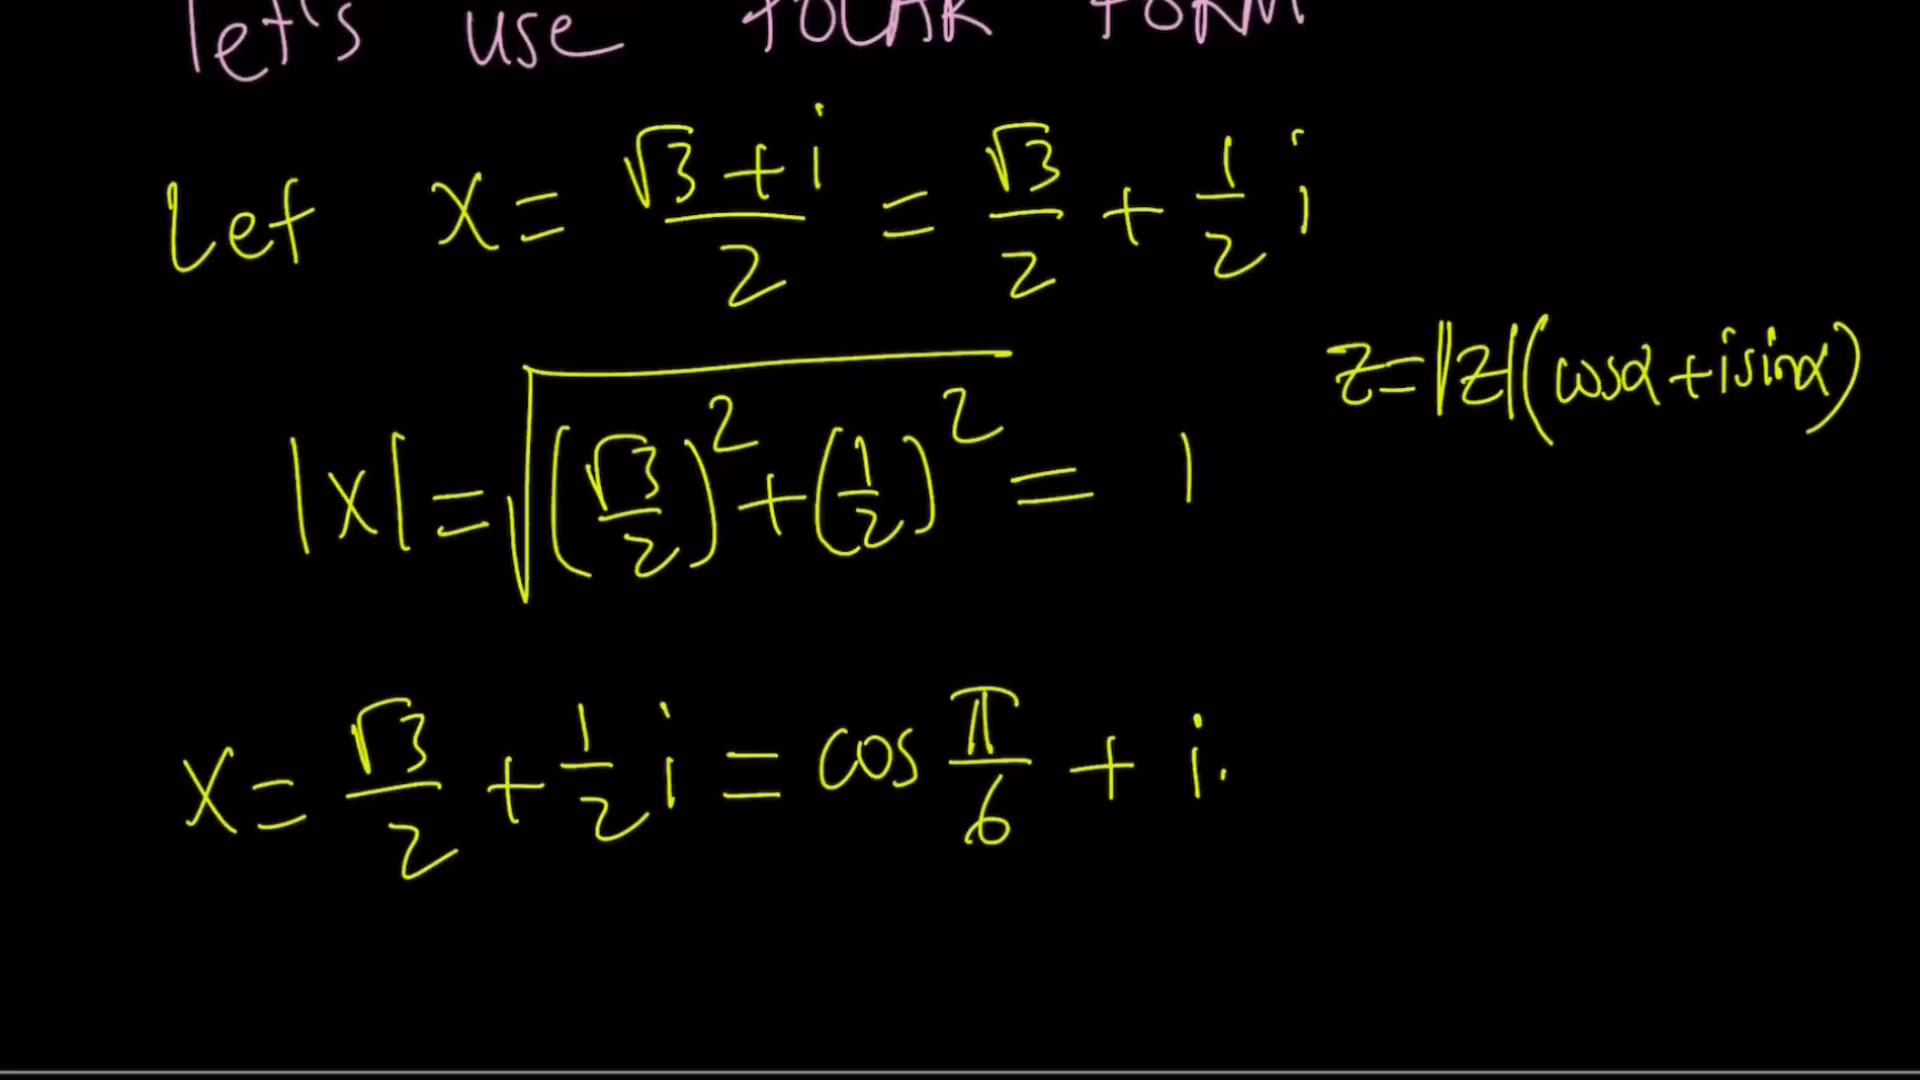 let's use POLAR FORM
Let x = (√3 + i)/2 = √3/2 + 1/2 i
z = |z|(cosα + i sinα)
|x| = √((√3/2)² + (1/2)²) = 1
x = √3/2 + 1/2 i = cos π/6 + i.